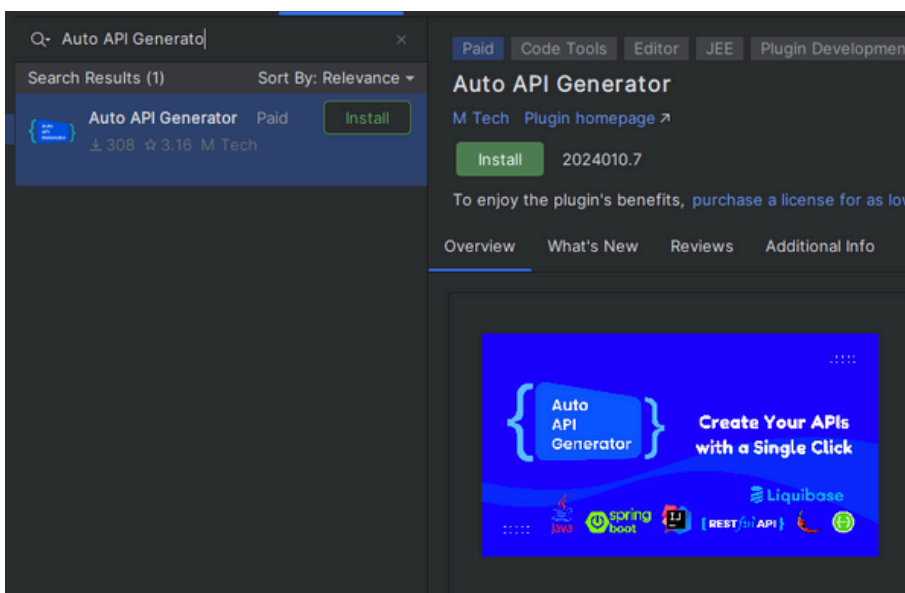 Auto API Generato
Search Results (1) Sort By: Relevance
Auto API Generator Paid Install
308 3.16 M Tech
Paid Code Tools Editor JEE Plugin Developmen
Auto API Generator
M Tech Plugin homepage
Install 2024010.7
To enjoy the plugin's benefits, purchase a license for as lo
Overview What's New Reviews Additional Info
Auto
API
Generator
Create Your APIs
with a Single Click
Liquibase
Java
spring
boot
IJ
{REST ful API}